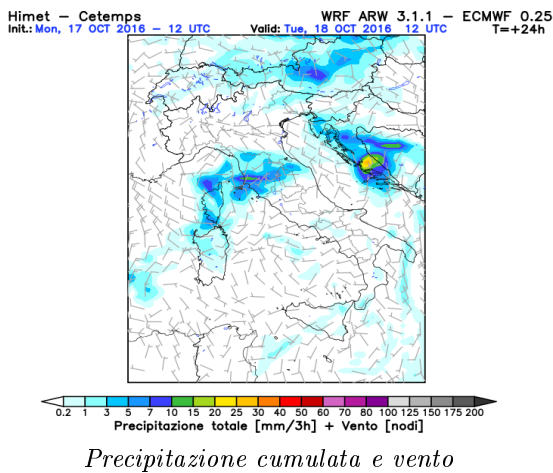 Himet – Cetemps WRF ARW 3.1.1 – ECMWF 0.25
Init.: Mon, 17 OCT 2016 – 12 UTC Valid: Tue, 18 OCT 2016 12 UTC T=+24h
0.2 1 3 5 7 10 15 20 25 30 40 50 60 70 80 100 125 150 175 200
Precipitazione totale [mm/3h] + Vento [nodi]
Precipitazione cumulata e vento